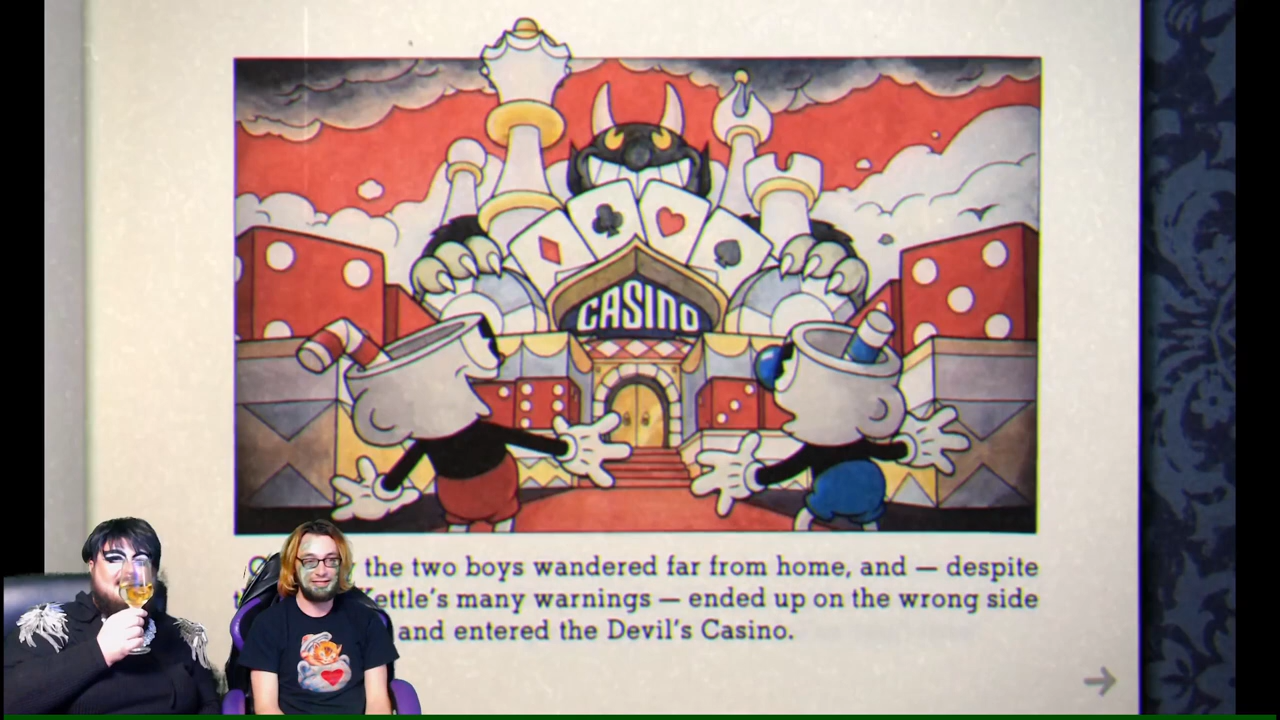 CASINO
the two boys wandered far from home, and — despite
Kettle's many warnings — ended up on the wrong side
and entered the Devil's Casino.